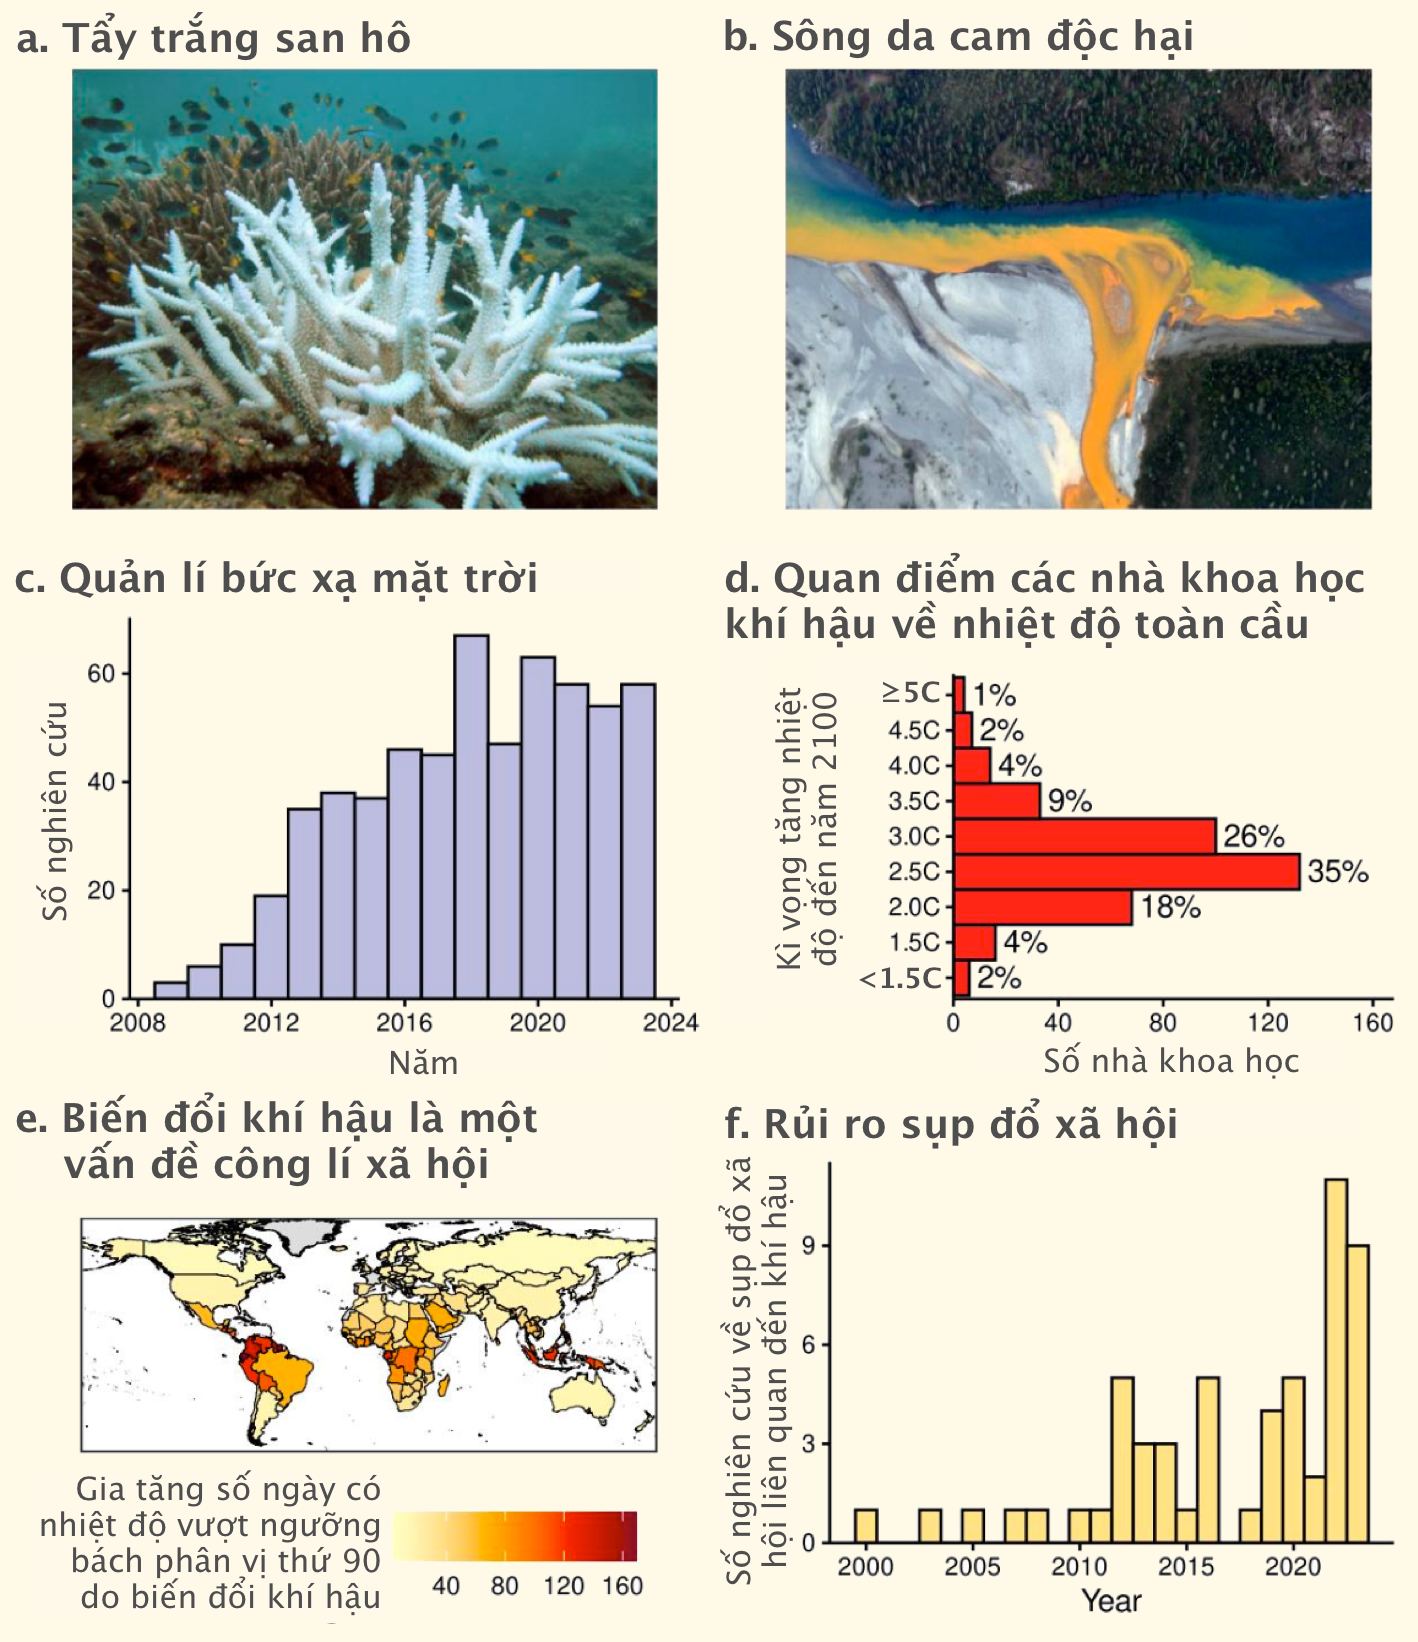 a. Tẩy trắng san hô
b. Sông da cam độc hại
c. Quản lí bức xạ mặt trời
Số nghiên cứu
60
40
20
0
2008
2012
2016
2020
2024
Năm
d. Quan điểm các nhà khoa học
khí hậu về nhiệt độ toàn cầu
Kì vọng tăng nhiệt
độ đến năm 2100
≥5C
1%
4.5C
2%
4.0C
4%
3.5C
9%
3.0C
26%
2.5C
35%
2.0C
18%
1.5C
4%
<1.5C
2%
0
40
80
120
160
Số nhà khoa học
e. Biến đổi khí hậu là một
vấn đề công lí xã hội
Gia tăng số ngày có
nhiệt độ vượt ngưỡng
bách phân vị thứ 90
do biến đổi khí hậu
40
80
120
160
f. Rủi ro sụp đổ xã hội
Số nghiên cứu về sụp đổ xã
hội liên quan đến khí hậu
9
6
3
0
2000
2005
2010
2015
2020
Year